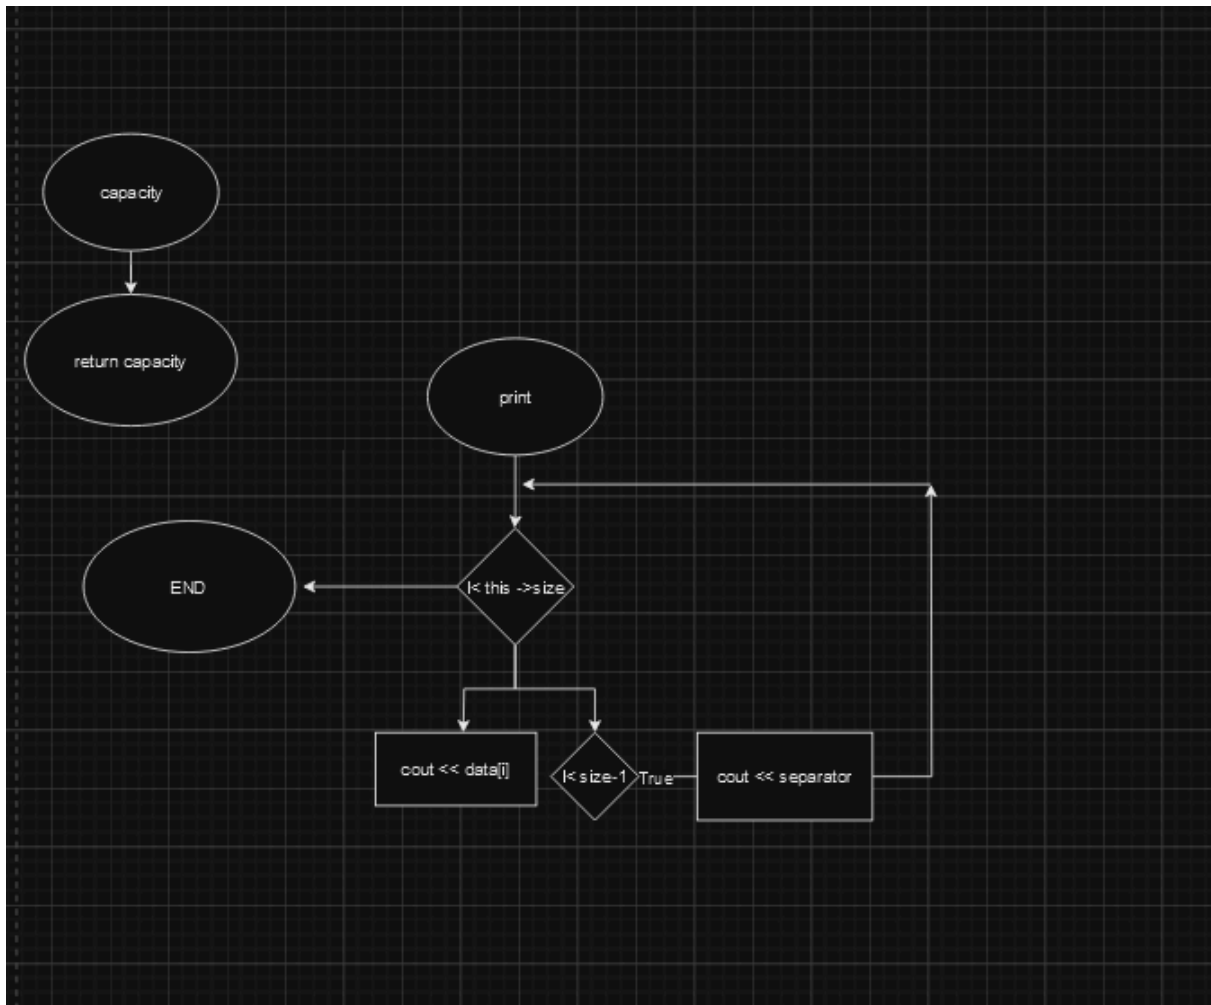 capacity
return capacity
print
END
I< this ->size
cout << data[i]
I< size-1
True
cout << separator